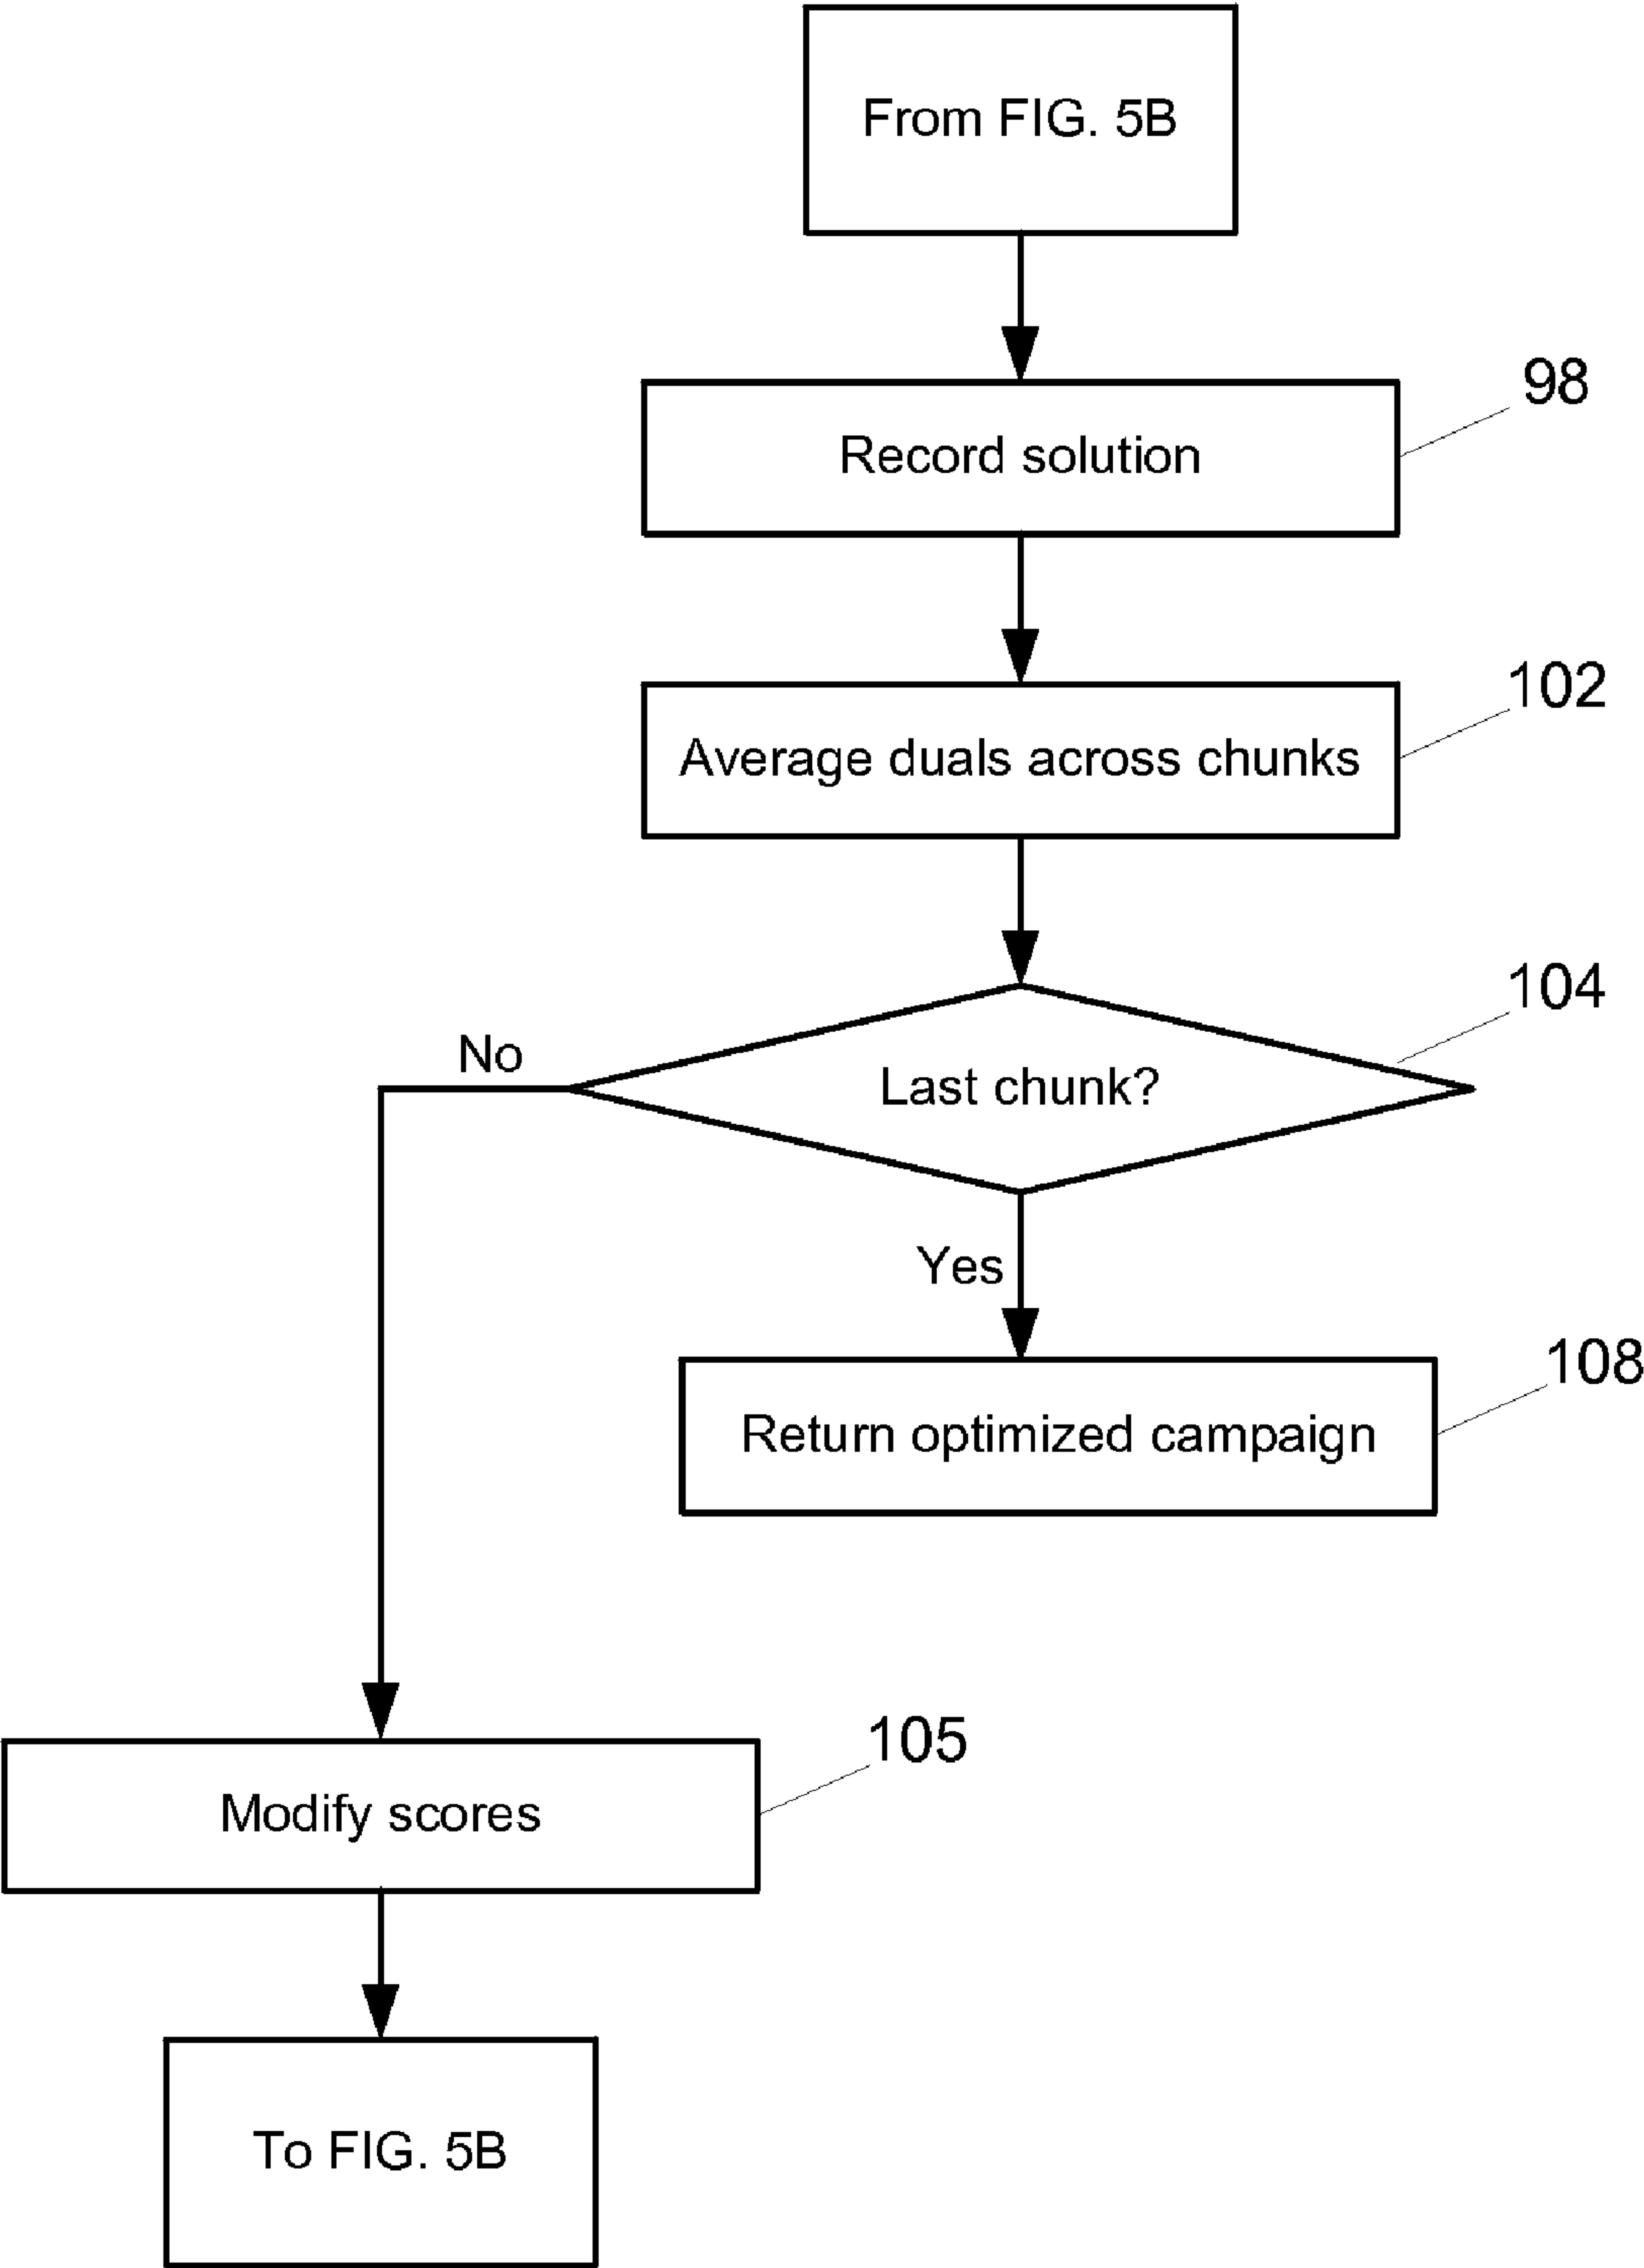 From FIG. 5B
98
Record solution
102
Average duals across chunks
104
No
Last chunk?
Yes
108
Return optimized campaign
105
Modify scores
To FIG. 5B